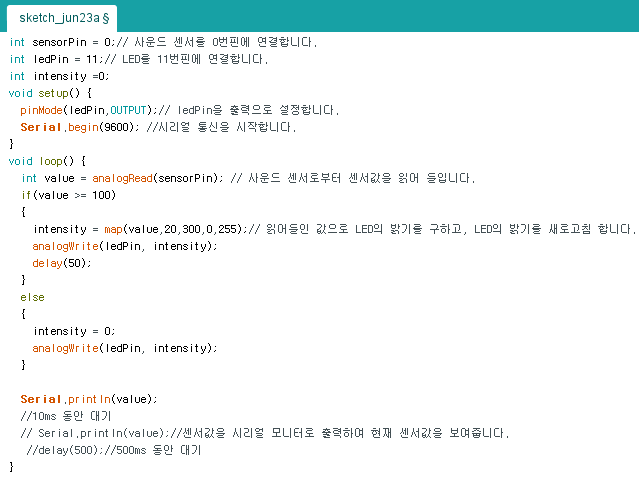 sketch_jun23a §
int sensorPin = 0;// 사운드 센서를 0번핀에 연결합니다.
int ledPin = 11;// LED를 11번핀에 연결합니다.
int intensity =0;
void setup() {
pinMode(ledPin,OUTPUT);// ledPin을 출력으로 설정합니다.
Serial.begin(9600); //시리얼 통신을 시작합니다.
}
void loop() {
int value = analogRead(sensorPin); // 사운드 센서로부터 센서값을 읽어 들입니다.
if(value >= 100)
{
intensity = map(value,20,300,0,255);// 읽어들인 값으로 LED의 밝기를 구하고, LED의 밝기를 새로고침 합니다.
analogWrite(ledPin, intensity);
delay(50);
}
else
{
intensity = 0;
analogWrite(ledPin, intensity);
}
Serial.println(value);
//10ms 동안 대기
// Serial.println(value);//센서값을 시리얼 모니터로 출력하여 현재 센서값을 보여줍니다.
//delay(500);//500ms 동안 대기
}